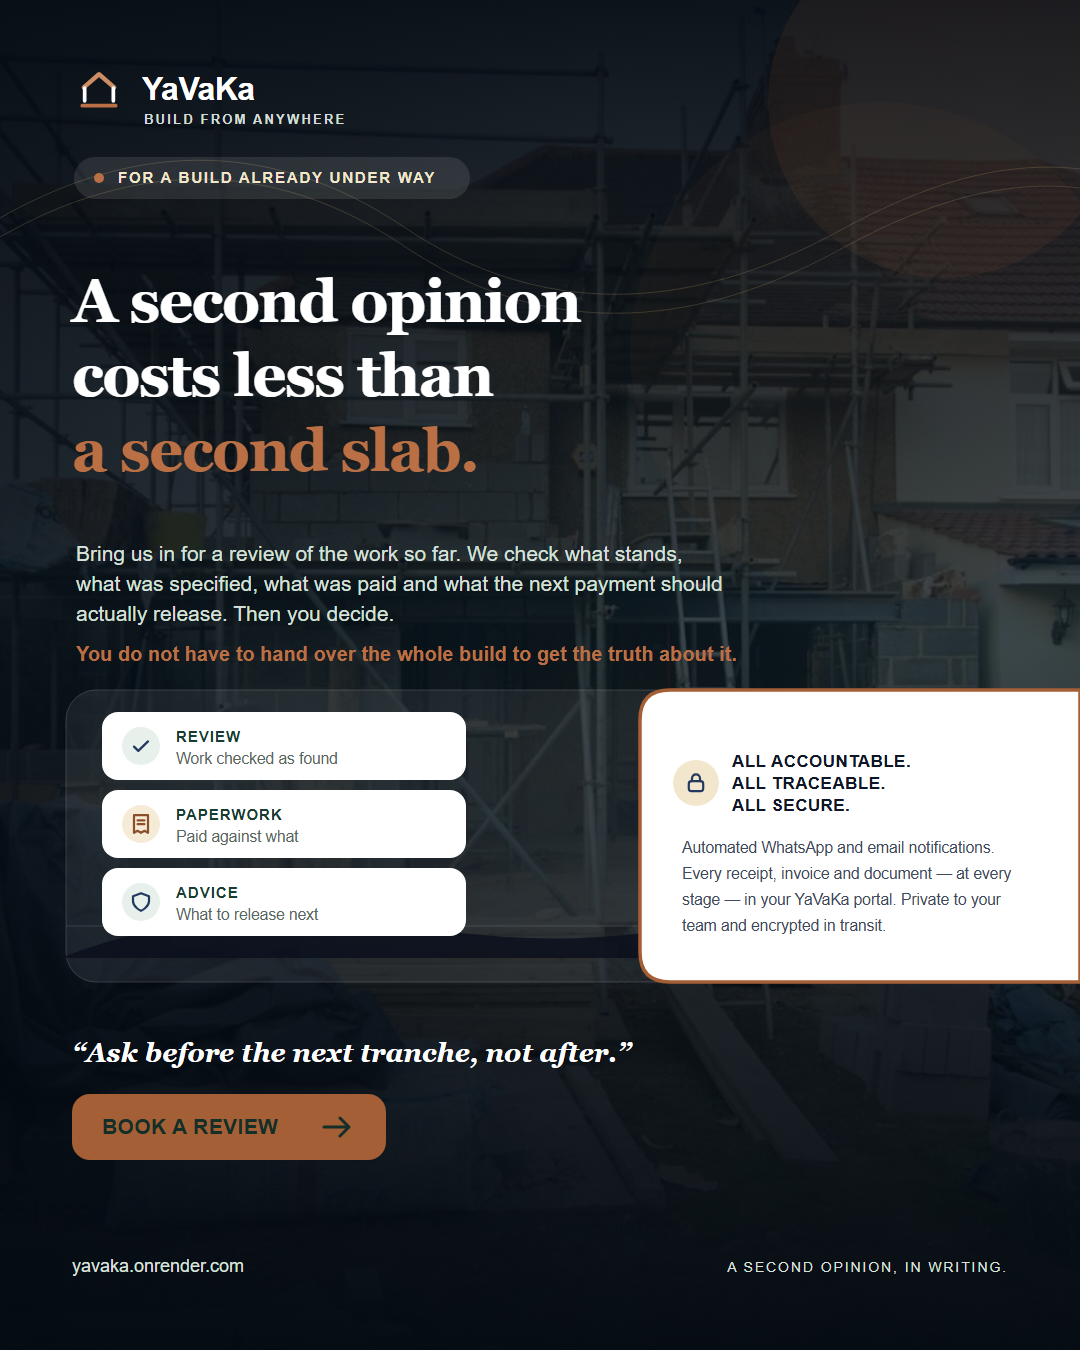 YaVaKa
BUILD FROM ANYWHERE
FOR A BUILD ALREADY UNDER WAY
A second opinion
costs less than
a second slab.
Bring us in for a review of the work so far. We check what stands,
what was specified, what was paid and what the next payment should
actually release. Then you decide.
You do not have to hand over the whole build to get the truth about it.
REVIEW
Work checked as found
PAPERWORK
Paid against what
ADVICE
What to release next
ALL ACCOUNTABLE.
ALL TRACEABLE.
ALL SECURE.
Automated WhatsApp and email notifications.
Every receipt, invoice and document — at every
stage — in your YaVaKa portal. Private to your
team and encrypted in transit.
“Ask before the next tranche, not after.”
BOOK A REVIEW
yavaka.onrender.com
A SECOND OPINION, IN WRITING.